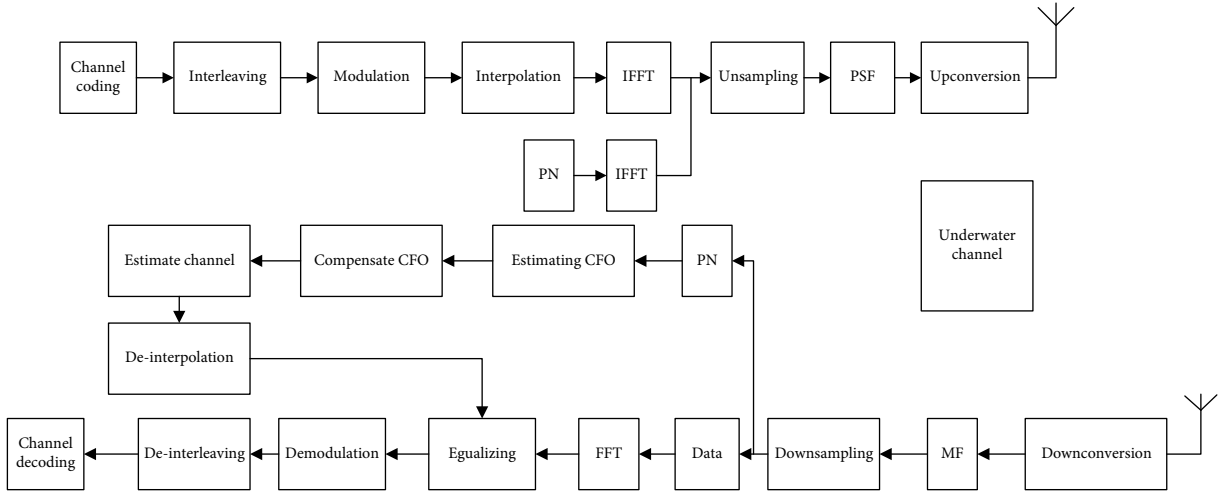 Channel
coding
Interleaving
Modulation
Interpolation
IFFT
Unsampling
PSF
Upconversion
PN
IFFT
Underwater
channel
Estimate channel
Compensate CFO
Estimating CFO
PN
De-interpolation
Channel
decoding
De-interleaving
Demodulation
Egualizing
FFT
Data
Downsampling
MF
Downconversion